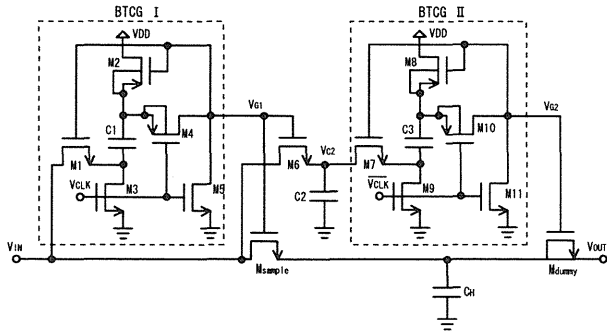 BTCG I
BTCG II
VDD
VDD
M2
M8
C1
M4
VG1
VC2
C3
M10
VG2
M1
M6
M7
VCLK
M3
M5
C2
VCLK
M9
M11
VIN
Msample
VOUT
Mdummy
CH